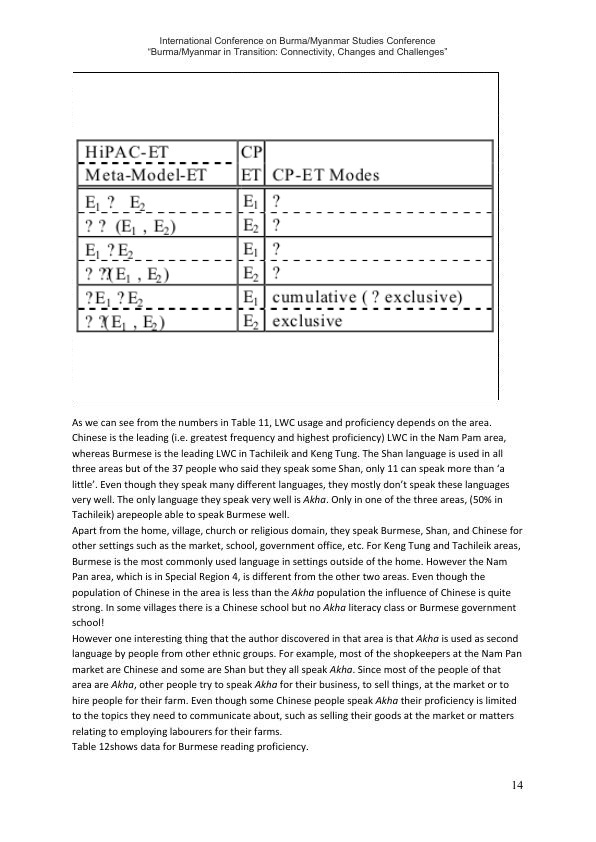 International Conference on Burma/Myanmar Studies Conference
“Burma/Myanmar in Transition: Connectivity, Changes and Challenges”
HiPAC-ET CP
Meta-Model-ET ET CP-ET Modes
E1 ? E2 E1 ?
? ? (E1 , E2) E2 ?
E1 ?E2 E1 ?
? ?(E1 , E2) E2 ?
?E1 ?E2 E1 cumulative ( ? exclusive)
? ?(E1 , E2) E2 exclusive
As we can see from the numbers in Table 11, LWC usage and proficiency depends on the area.
Chinese is the leading (i.e. greatest frequency and highest proficiency) LWC in the Nam Pam area,
whereas Burmese is the leading LWC in Tachileik and Keng Tung. The Shan language is used in all
three areas but of the 37 people who said they speak some Shan, only 11 can speak more than ‘a
little’. Even though they speak many different languages, they mostly don’t speak these languages
very well. The only language they speak very well is Akha. Only in one of the three areas, (50% in
Tachileik) arepeople able to speak Burmese well.
Apart from the home, village, church or religious domain, they speak Burmese, Shan, and Chinese for
other settings such as the market, school, government office, etc. For Keng Tung and Tachileik areas,
Burmese is the most commonly used language in settings outside of the home. However the Nam
Pan area, which is in Special Region 4, is different from the other two areas. Even though the
population of Chinese in the area is less than the Akha population the influence of Chinese is quite
strong. In some villages there is a Chinese school but no Akha literacy class or Burmese government
school!
However one interesting thing that the author discovered in that area is that Akha is used as second
language by people from other ethnic groups. For example, most of the shopkeepers at the Nam Pan
market are Chinese and some are Shan but they all speak Akha. Since most of the people of that
area are Akha, other people try to speak Akha for their business, to sell things, at the market or to
hire people for their farm. Even though some Chinese people speak Akha their proficiency is limited
to the topics they need to communicate about, such as selling their goods at the market or matters
relating to employing labourers for their farms.
Table 12shows data for Burmese reading proficiency.
14